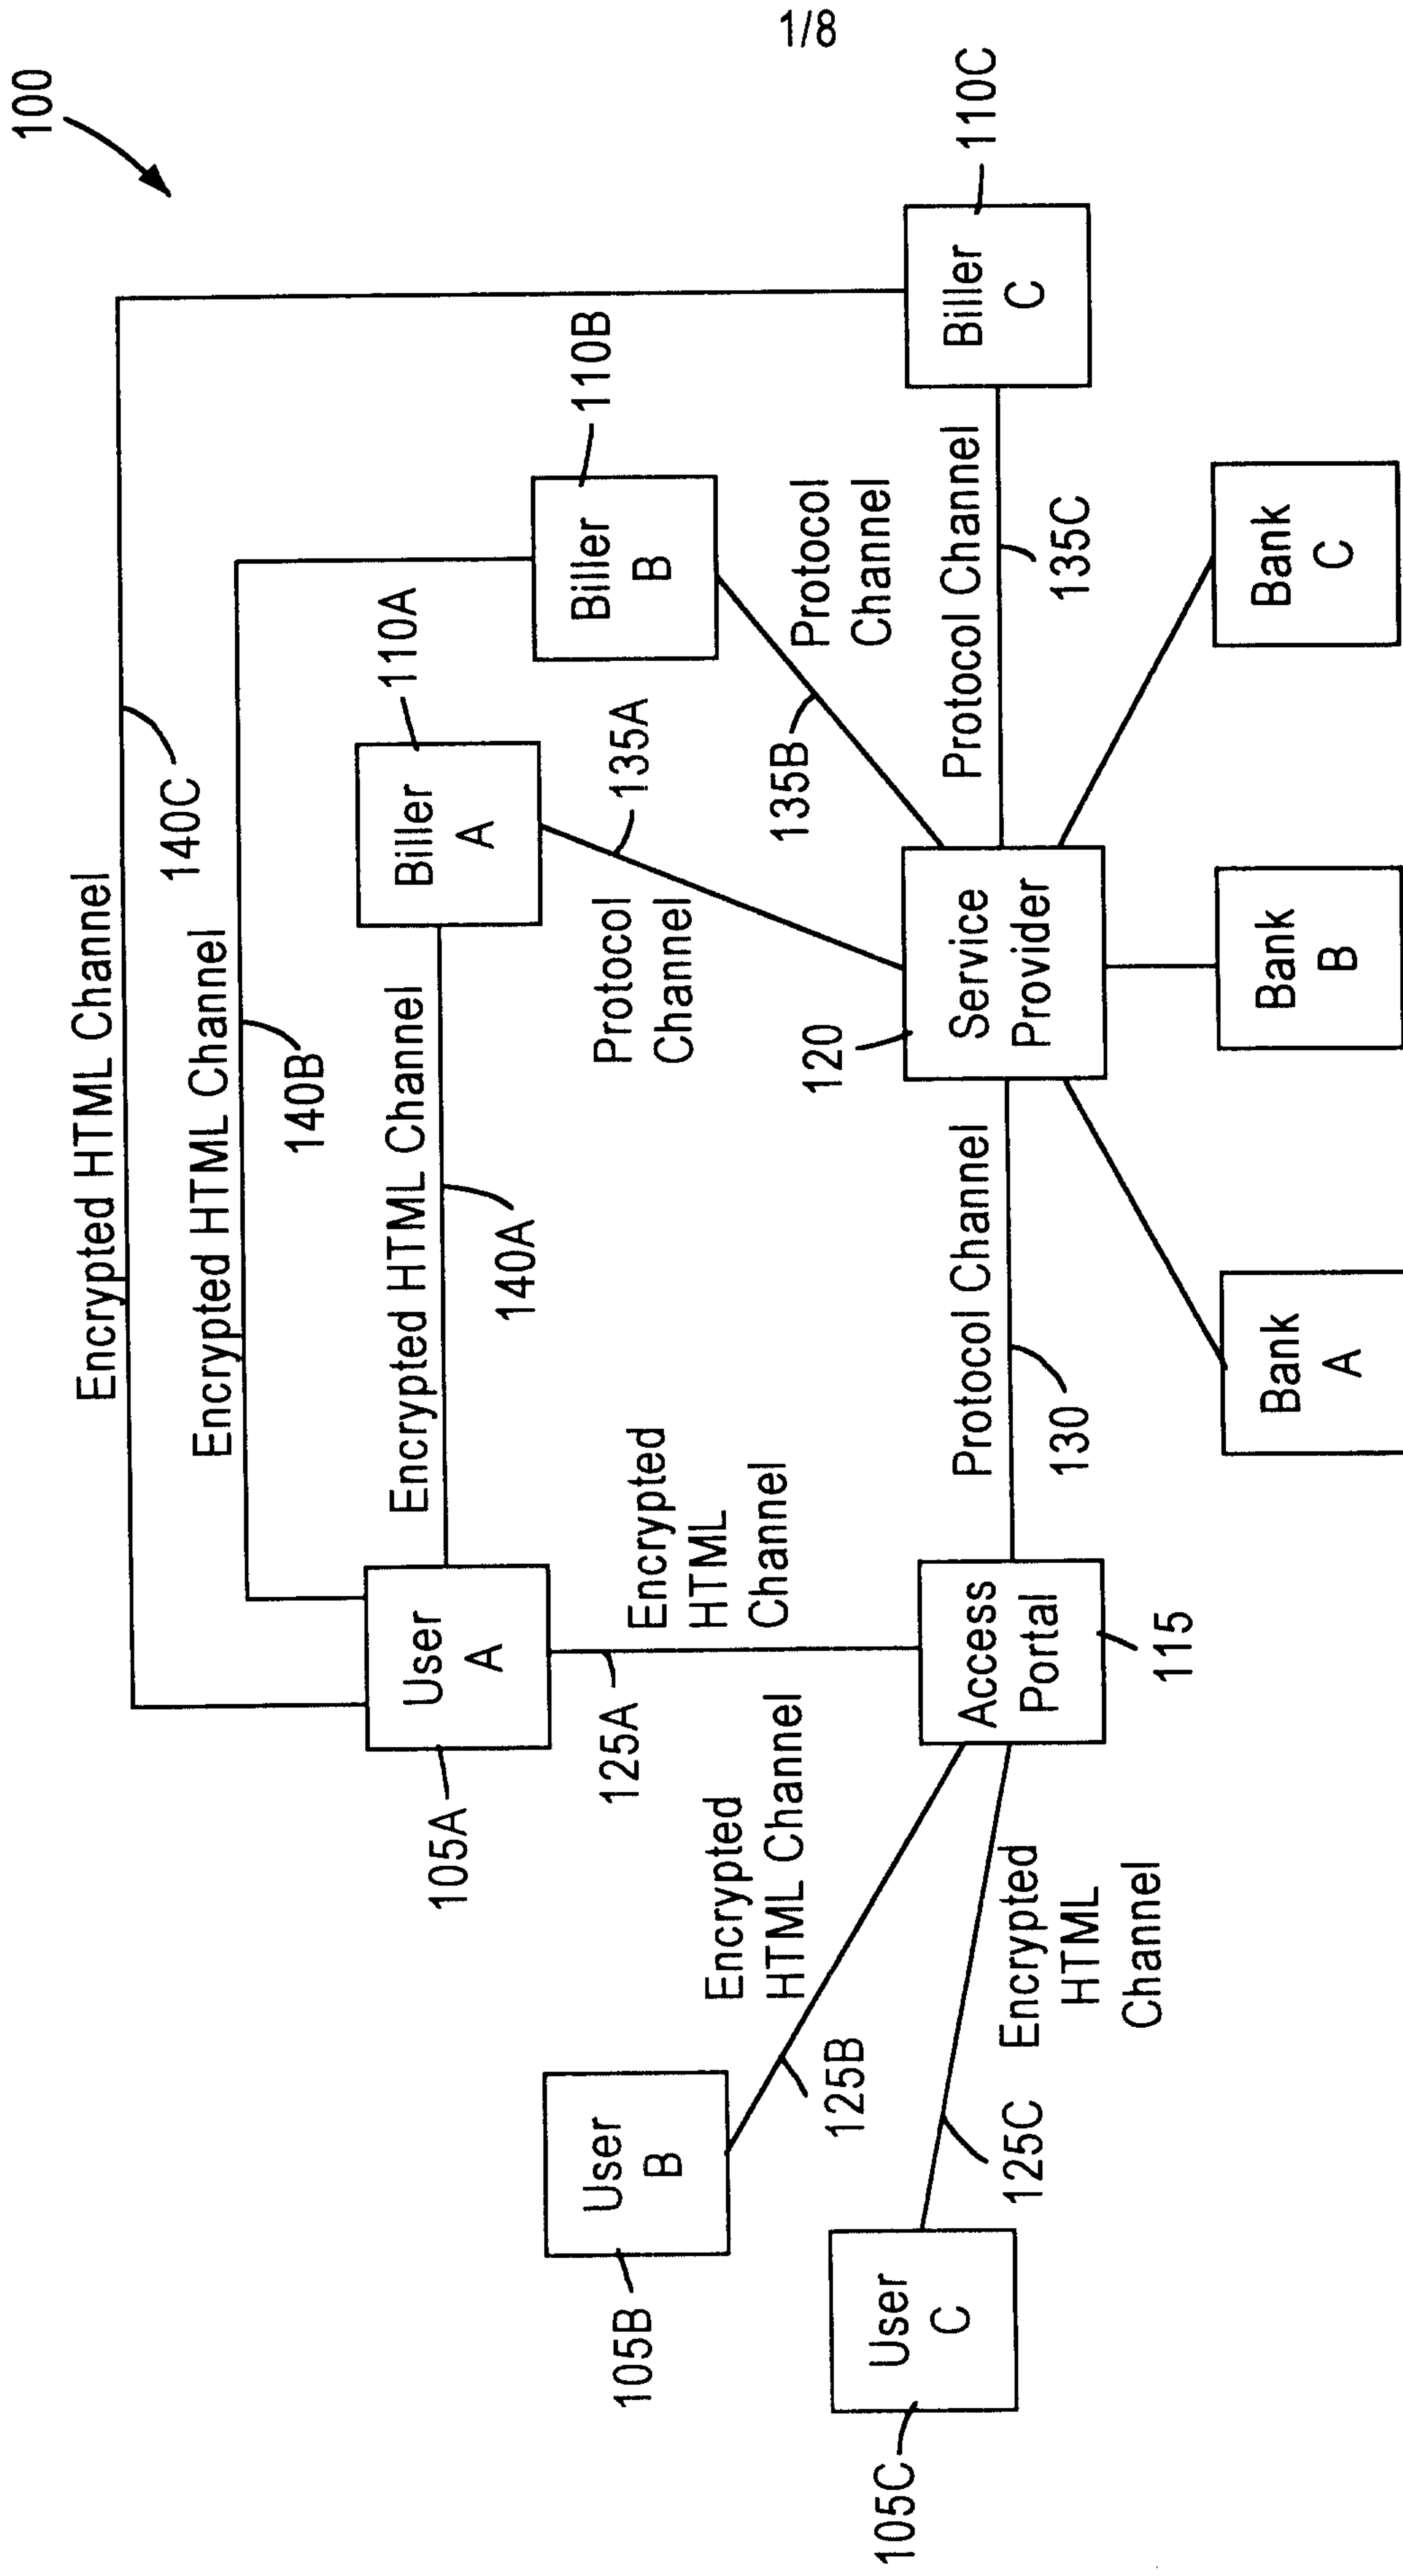 1/8
100
Encrypted HTML Channel
140C
Encrypted HTML Channel
140B
Encrypted HTML Channel
140A
User
A
105A
Biller
A
110A
Biller
B
110B
Biller
C
110C
Protocol
Channel
135A
Protocol
Channel
135B
Protocol Channel
135C
Encrypted
HTML
Channel
125A
Encrypted
HTML Channel
125B
Encrypted
HTML
Channel
125C
User
B
105B
User
C
105C
Access
Portal
115
Protocol Channel
130
Service
Provider
120
Bank
A
Bank
B
Bank
C